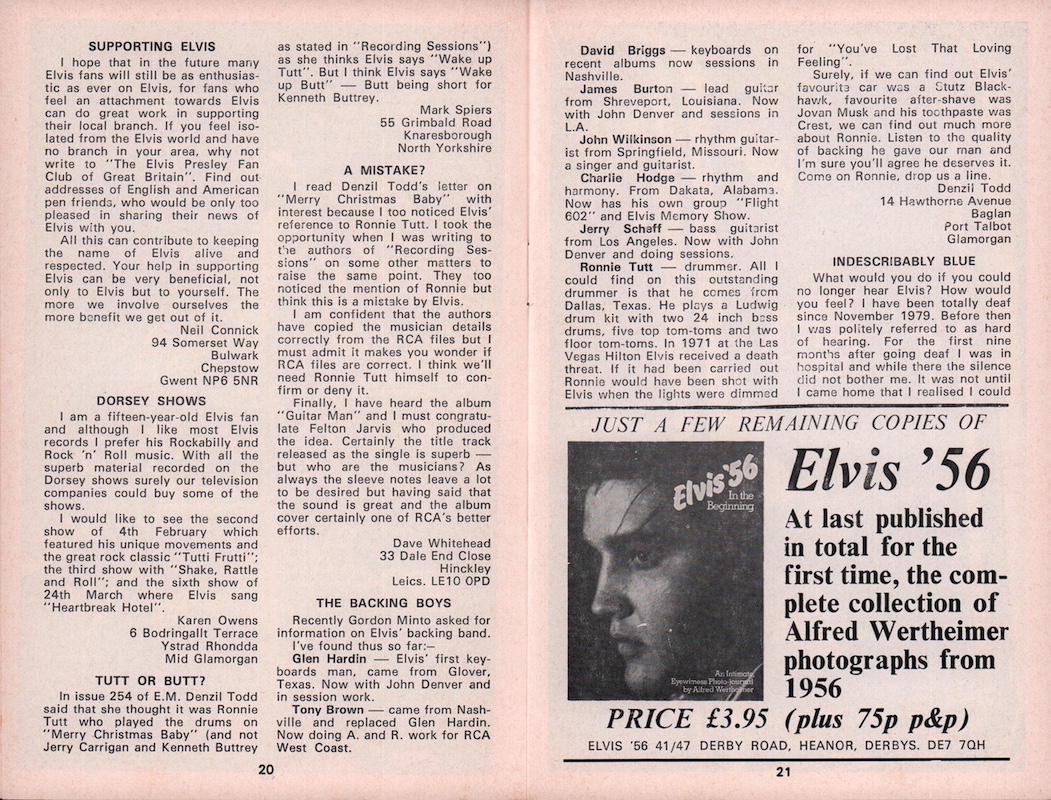 SUPPORTING ELVIS
I hope that in the future many
Elvis fans will still be as enthusias-
tic as ever on Elvis, for fans who
feel an attachment towards Elvis
can do great work in supporting
their local branch. If you feel iso-
lated from the Elvis world and have
no branch in your area, why not
write to "The Elvis Presley Fan
Club of Great Britain". Find out
addresses of English and American
pen friends, who would be only too
pleased in sharing their news of
Elvis with you.
All this can contribute to keeping
the name of Elvis alive and
respected. Your help in supporting
Elvis can be very beneficial, not
only to Elvis but to yourself. The
more we involve ourselves the
more benefit we get out of it.
Neil Connick
94 Somerset Way
Bulwark
Chepstow
Gwent NP6 5NR
DORSEY SHOWS
I am a fifteen-year-old Elvis fan
and although I like most Elvis
records I prefer his Rockabilly and
Rock 'n' Roll music. With all the
superb material recorded on the
Dorsey shows surely our television
companies could buy some of the
shows.
I would like to see the second
show of 4th February which
featured his unique movements and
the great rock classic "Tutti Frutti";
the third show with "Shake, Rattle
and Roll"; and the sixth show of
24th March where Elvis sang
"Heartbreak Hotel".
Karen Owens
6 Bodringallt Terrace
Ystrad Rhondda
Mid Glamorgan
TUTT OR BUTT?
In issue 254 of E.M. Denzil Todd
said that she thought it was Ronnie
Tutt who played the drums on
"Merry Christmas Baby" (and not
Jerry Carrigan and Kenneth Buttrey
as stated in "Recording Sessions")
as she thinks Elvis says "Wake up
Tutt". But I think Elvis says "Wake
up Butt" — Butt being short for
Kenneth Buttrey.
Mark Spiers
55 Grimbald Road
Knaresborough
North Yorkshire
A MISTAKE?
I read Denzil Todd's letter on
"Merry Christmas Baby" with
interest because I too noticed Elvis'
reference to Ronnie Tutt. I took the
opportunity when I was writing to
the authors of "Recording Ses-
sions" on some other matters to
raise the same point. They too
noticed the mention of Ronnie but
think this is a mistake by Elvis.
I am confident that the authors
have copied the musician details
correctly from the RCA files but I
must admit it makes you wonder if
RCA files are correct. I think we'll
need Ronnie Tutt himself to con-
firm or deny it.
Finally, I have heard the album
"Guitar Man" and I must congratu-
late Felton Jarvis who produced
the idea. Certainly the title track
released as the single is superb —
but who are the musicians? As
always the sleeve notes leave a lot
to be desired but having said that
the sound is great and the album
cover certainly one of RCA's better
efforts.
Dave Whitehead
33 Dale End Close
Hinckley
Leics. LE10 OPD
THE BACKING BOYS
Recently Gordon Minto asked for
information on Elvis' backing band.
I've found thus so far:—
Glen Hardin — Elvis' first key-
boards man, came from Glover,
Texas. Now with John Denver and
in session work.
Tony Brown — came from Nash-
ville and replaced Glen Hardin.
Now doing A. and R. work for RCA
West Coast.
20
David Briggs — keyboards on
recent albums now sessions in
Nashville.
James Burton — lead guitar
from Shreveport, Louisiana. Now
with John Denver and sessions in
L.A.
John Wilkinson — rhythm guitar-
ist from Springfield, Missouri. Now
a singer and guitarist.
Charlie Hodge — rhythm and
harmony. From Dakata, Alabama.
Now has his own group "Flight
602" and Elvis Memory Show.
Jerry Scheff — bass guitarist
from Los Angeles. Now with John
Denver and doing sessions.
Ronnie Tutt — drummer. All I
could find on this outstanding
drummer is that he comes from
Dallas, Texas. He plays a Ludwig
drum kit with two 24 inch bass
drums, five top tom-toms and two
floor tom-toms. In 1971 at the Las
Vegas Hilton Elvis received a death
threat. If it had been carried out
Ronnie would have been shot with
Elvis when the lights were dimmed
for "You've Lost That Loving
Feeling".
Surely, if we can find out Elvis'
favourite car was a Stutz Black-
hawk, favourite after-shave was
Jovan Musk and his toothpaste was
Crest, we can find out much more
about Ronnie. Listen to the quality
of backing he gave our man and
I'm sure you'll agree he deserves it.
Come on Ronnie, drop us a line.
Denzil Todd
14 Hawthorne Avenue
Baglan
Port Talbot
Glamorgan
INDESCRIBABLY BLUE
What would you do if you could
no longer hear Elvis? How would
you feel? I have been totally deaf
since November 1979. Before then
I was politely referred to as hard
of hearing. For the first nine
months after going deaf I was in
hospital and while there the silence
did not bother me. It was not until
I came home that I realised I could
JUST A FEW REMAINING COPIES OF
Elvis '56
In the
Beginning
An Intimate,
Eyewitness Photo-Journal
by Alfred Wertheimer
Elvis '56
At last published
in total for the
first time, the com-
plete collection of
Alfred Wertheimer
photographs from
1956
PRICE £3.95 (plus 75p p&p)
ELVIS '56 41/47 DERBY ROAD, HEANOR, DERBYS. DE7 7QH
21